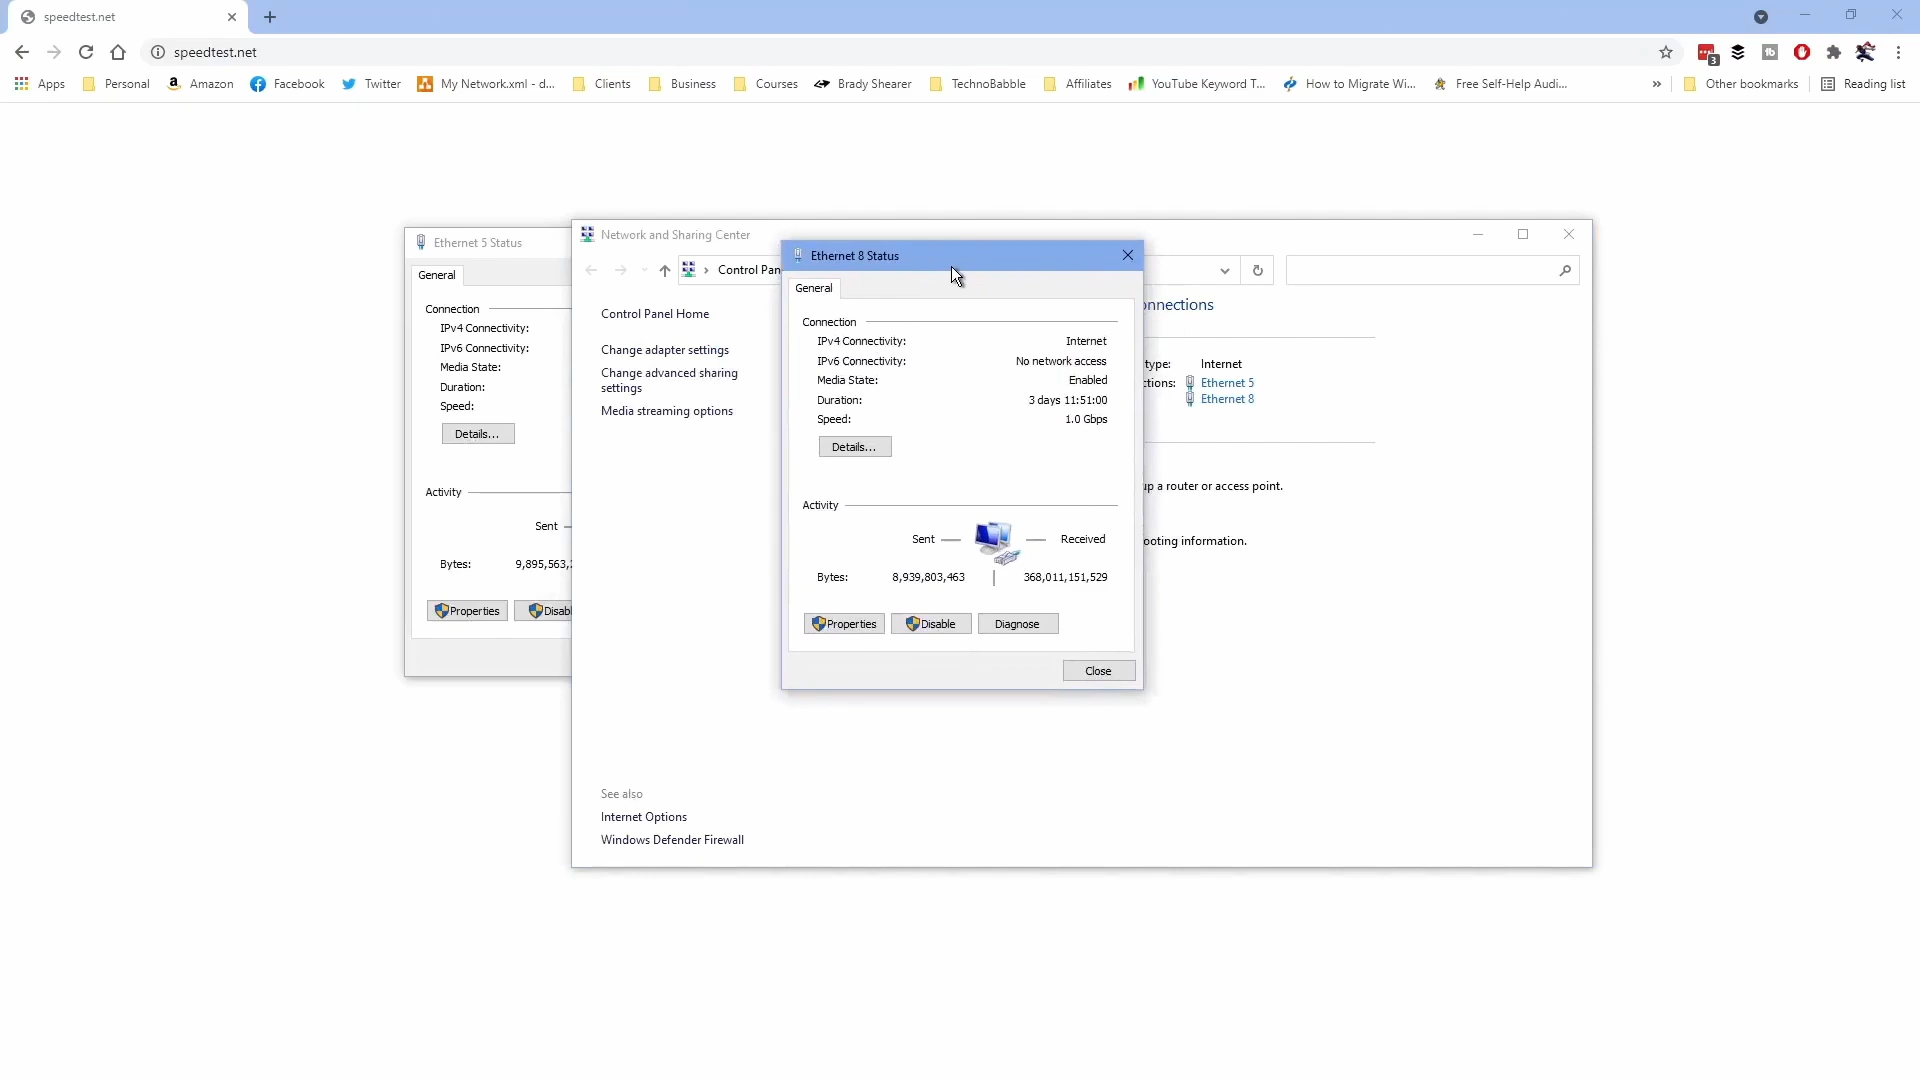 speedtest.net
speedtest.net
3
Apps
Personal
Amazon
Facebook
Twitter
My Network.xml - d...
Clients
Business
Courses
Brady Shearer
TechnoBabble
Affiliates
YouTube Keyword T...
How to Migrate Wi...
Free Self-Help Audi...
»
Other bookmarks
Reading list
Ethernet 5 Status
General
Connection
IPv4 Connectivity:
IPv6 Connectivity:
Media State:
Duration:
Speed:
Details...
Activity
Sent
Bytes: 9,895,563,
Properties
Disabl
Network and Sharing Center
Control Pan
Control Panel Home
Change adapter settings
Change advanced sharing
settings
Media streaming options
See also
Internet Options
Windows Defender Firewall
onnections
type: Internet
ctions: Ethernet 5
Ethernet 8
up a router or access point.
ooting information.
Ethernet 8 Status
General
Connection
IPv4 Connectivity: Internet
IPv6 Connectivity: No network access
Media State: Enabled
Duration: 3 days 11:51:00
Speed: 1.0 Gbps
Details...
Activity
Sent Received
Bytes: 8,939,803,463 368,011,151,529
Properties
Disable
Diagnose
Close